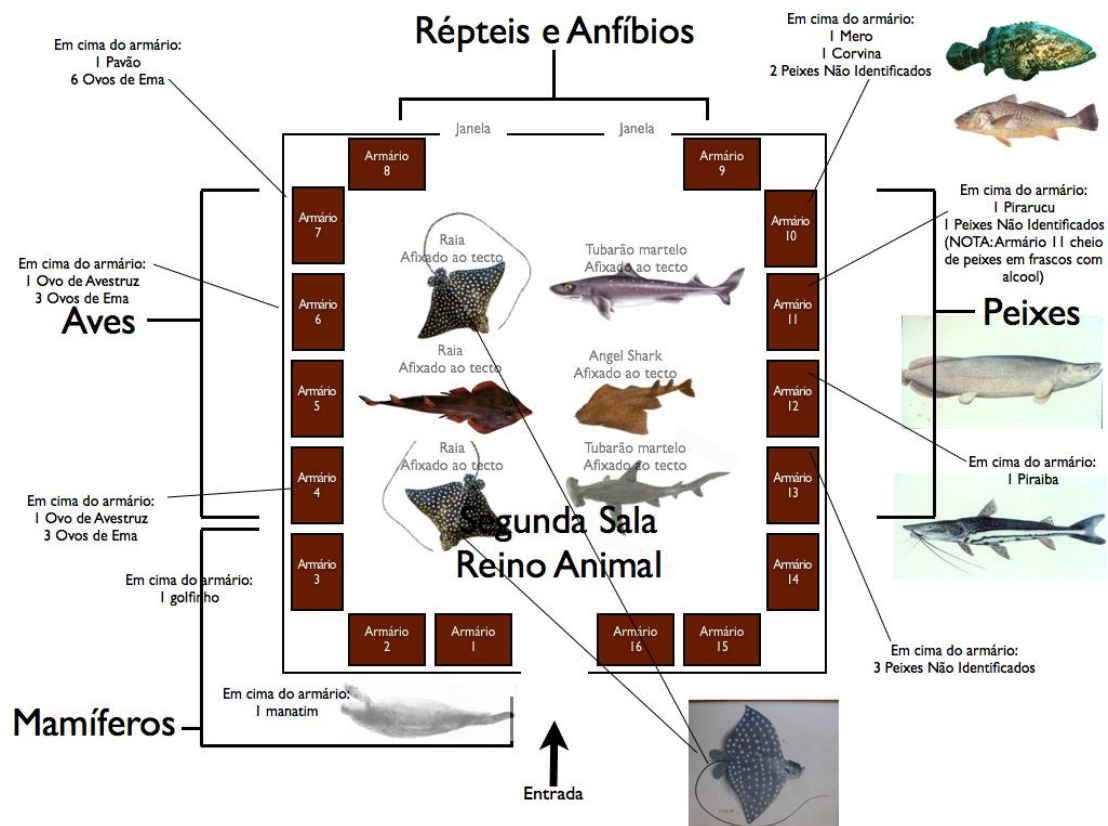 Répteis e Anfíbios
Em cima do armário:
1 Pavão
6 Ovos de Ema
Em cima do armário:
1 Mero
1 Corvina
2 Peixes Não Identificados
Janela
Janela
Armário
8
Armário
9
Armário
7
Armário
10
Em cima do armário:
1 Pirarucu
1 Peixes Não Identificados
(NOTA: Armário 11 cheio
de peixes em frascos com
alcool)
Raia
Afixado ao tecto
Tubarão martelo
Afixado ao tecto
Em cima do armário:
1 Ovo de Avestruz
3 Ovos de Ema
Aves
Armário
6
Armário
11
Peixes
Raia
Afixado ao tecto
Angel Shark
Afixado ao tecto
Armário
5
Armário
12
Raia
Afixado ao tecto
Tubarão martelo
Afixado ao tecto
Em cima do armário:
1 Piraiba
Armário
4
Armário
13
Em cima do armário:
1 Ovo de Avestruz
3 Ovos de Ema
Segunda Sala
Reino Animal
Armário
3
Armário
14
Em cima do armário:
1 golfinho
Armário
2
Armário
1
Armário
16
Armário
15
Em cima do armário:
3 Peixes Não Identificados
Em cima do armário:
1 manatim
Mamíferos
Entrada